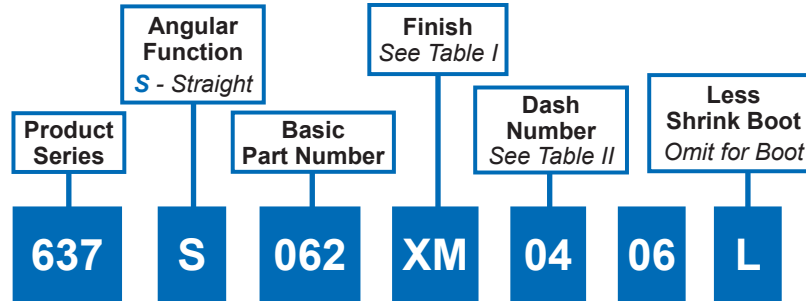 Angular
Function
S - Straight
Finish
See Table I
Product
Series
Basic
Part Number
Dash
Number
See Table II
Less
Shrink Boot
Omit for Boot
637 S 062 XM 04 06 L